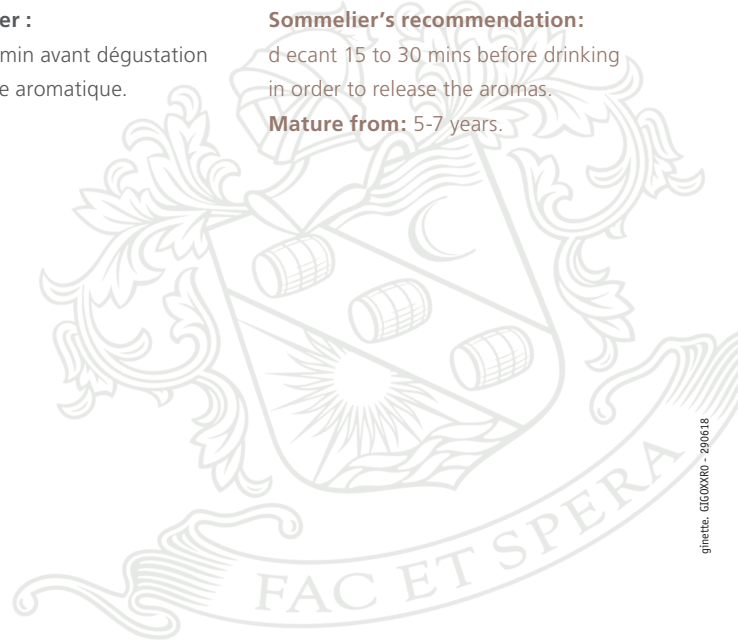 er :
min avant dégustation
e aromatique.
Sommelier’s recommendation:
d ecant 15 to 30 mins before drinking
in order to release the aromas.
Mature from: 5-7 years.
FAC ET SPERA
ginette. GIGOXXRO - 290618